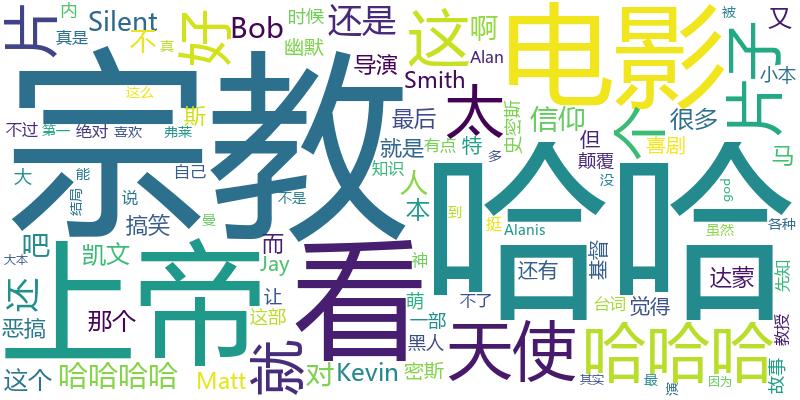 片
内
真是
Silent
不
真
好
Bob
时候
还是
幽默
这
啊
电影
被
又
这么
导演
Alan
Smith
太
史密斯
个
片子
小本
不过
第一
绝对
喜欢
斯
弗莱
最后
信仰
很多
宗教
哈哈
大
能
结局
自己
说
搞笑
不是
就是
有点
特
知识
多
人
本
曼
到
挺
Alanis
但
颠覆
喜剧
没
马
god
虽然
各种
吧
大本
还
凯文
而
上帝
看
Jay
神
萌
不了
还有
基督
达蒙
先知
恶搞
那个
让
这部
一部
台词
觉得
教授
黑人
天使
哈哈哈
这个
哈哈哈哈
Matt
就
对
Kevin
密斯
其实
最
演
因为
故事